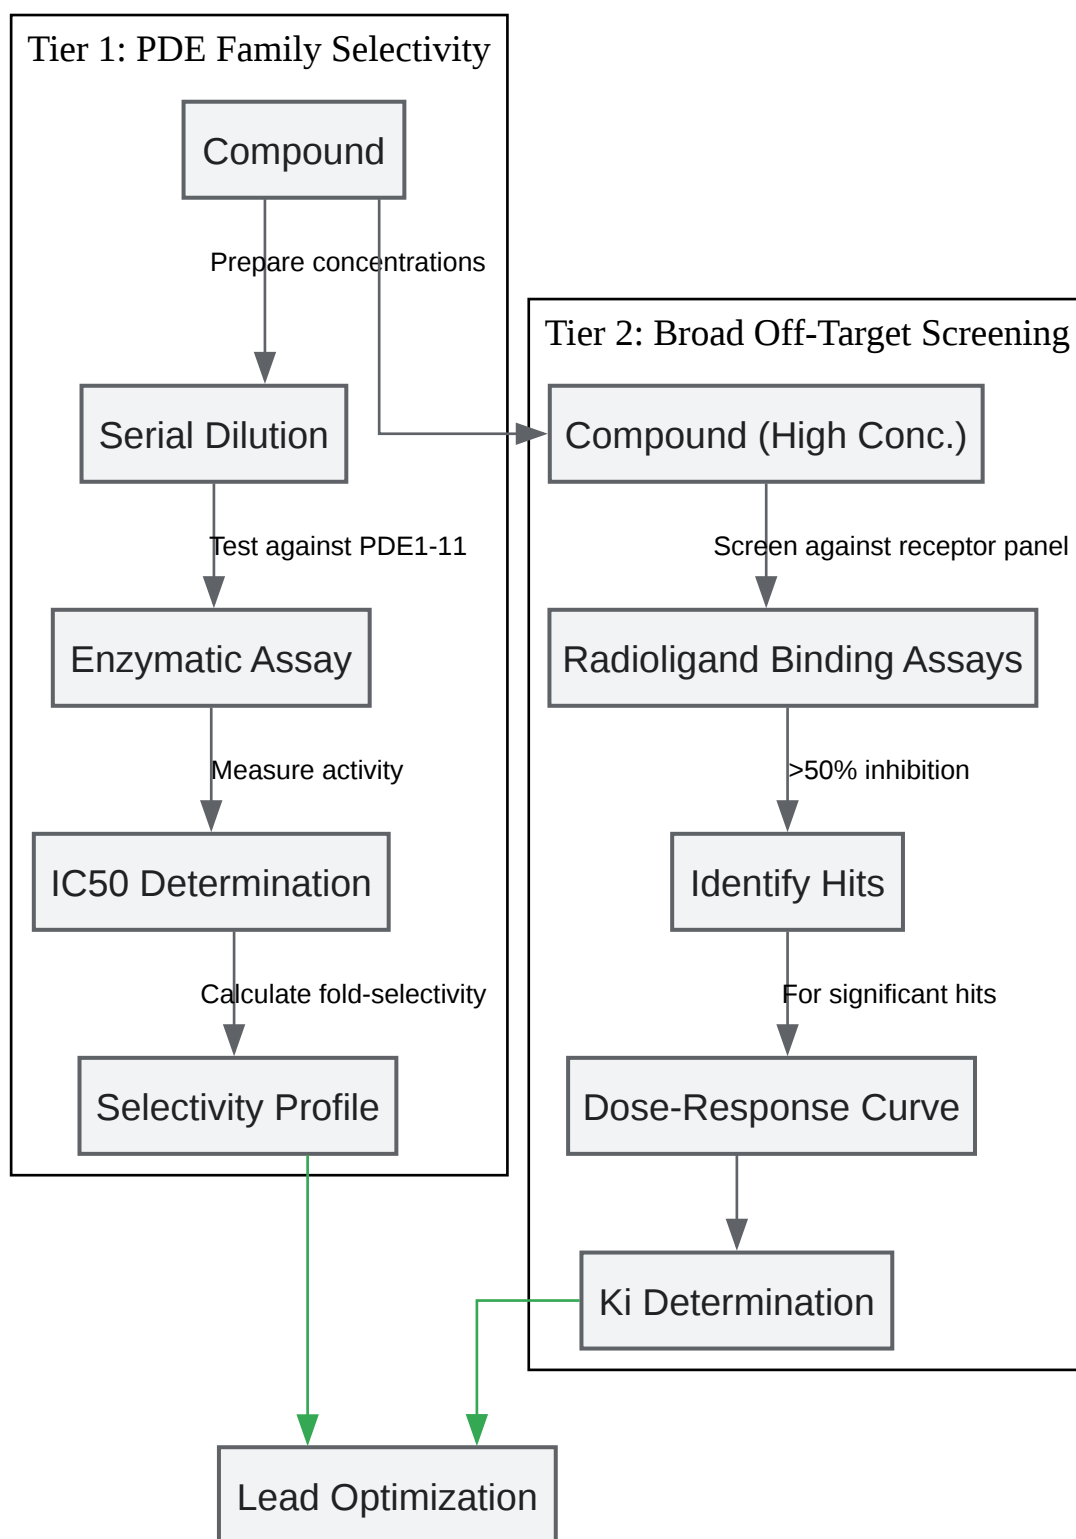 Tier 1: PDE Family Selectivity
Compound
Prepare concentrations
Serial Dilution
Test against PDE1-11
Enzymatic Assay
Measure activity
IC50 Determination
Calculate fold-selectivity
Selectivity Profile
Tier 2: Broad Off-Target Screening
Compound (High Conc.)
Screen against receptor panel
Radioligand Binding Assays
>50% inhibition
Identify Hits
For significant hits
Dose-Response Curve
Ki Determination
Lead Optimization